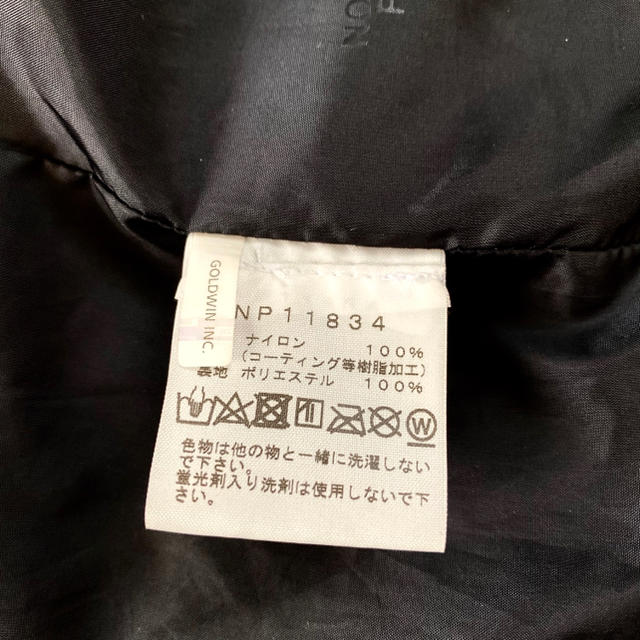 ON
GOLDWIN INC.
NP11834
ナイロン 100%
(コーティング等樹脂加工)
裏地 ポリエステル 100%
W
色物は他の物と一緒に洗濯しない
で下さい。
蛍光剤入り洗剤は使用しないで下
さい。